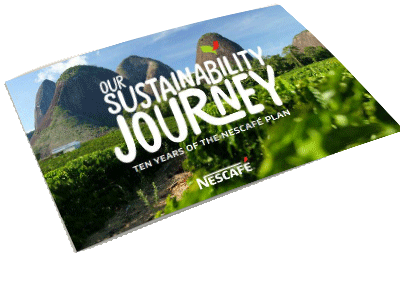 OUR
SUSTAINABILITY
JOURNEY
TEN YEARS OF THE NESCAFÉ PLAN
NESCAFÉ